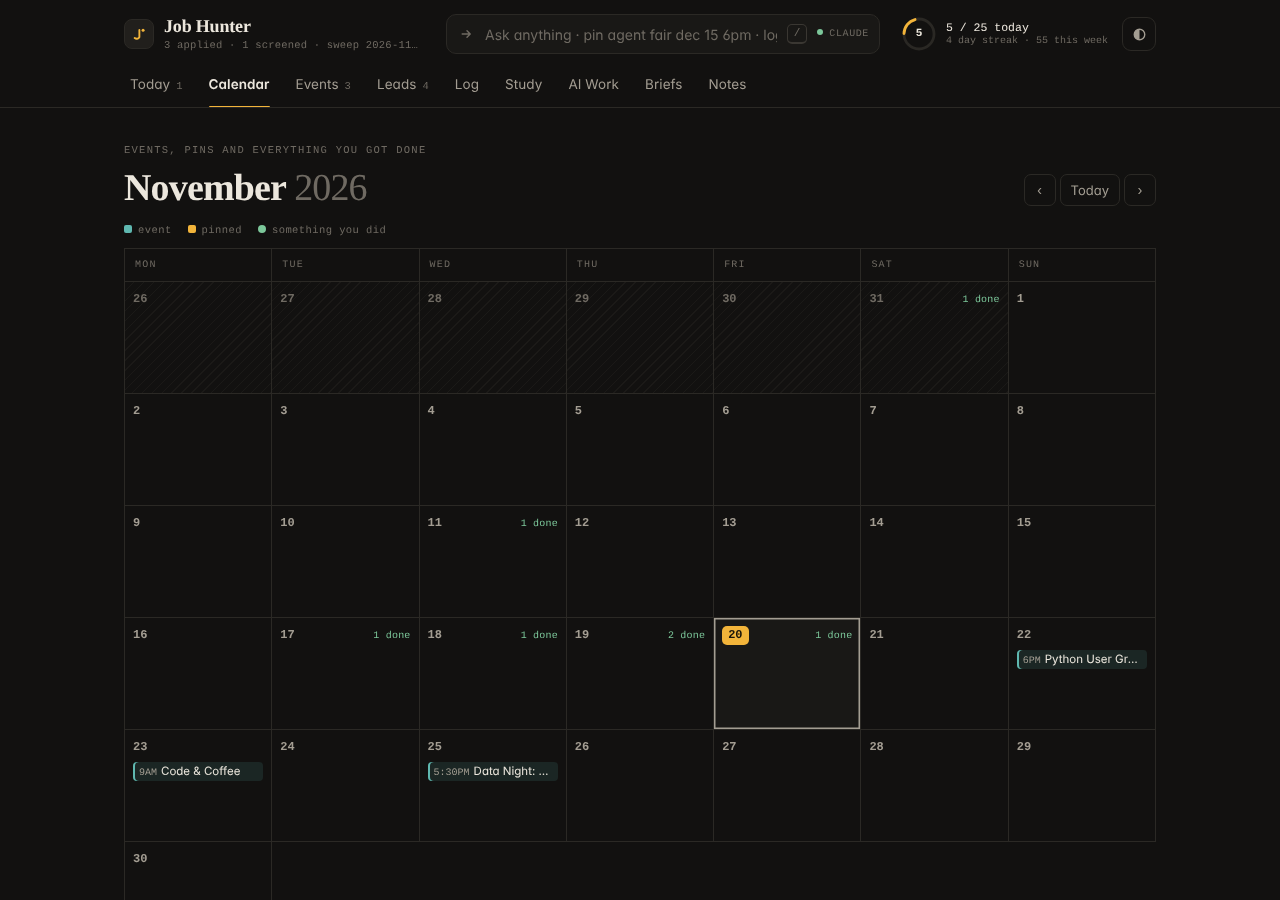 Job Hunter
3 applied · 1 screened · sweep 2026-11…
Ask anything · pin agent fair dec 15 6pm · log
/
CLAUDE
5
5 / 25 today
4 day streak · 55 this week
Today 1
Calendar
Events 3
Leads 4
Log
Study
AI Work
Briefs
Notes
EVENTS, PINS AND EVERYTHING YOU GOT DONE
November 2026
‹
Today
›
event
pinned
something you did
MON TUE WED THU FRI SAT SUN
26 27 28 29 30 31 1 done 1
2 3 4 5 6 7 8
9 10 11 1 done 12 13 14 15
16 17 1 done 18 1 done 19 2 done 20 1 done 21 22
6PM Python User Gr…
23 24 25 26 27 28 29
9AM Code & Coffee
5:30PM Data Night: …
30